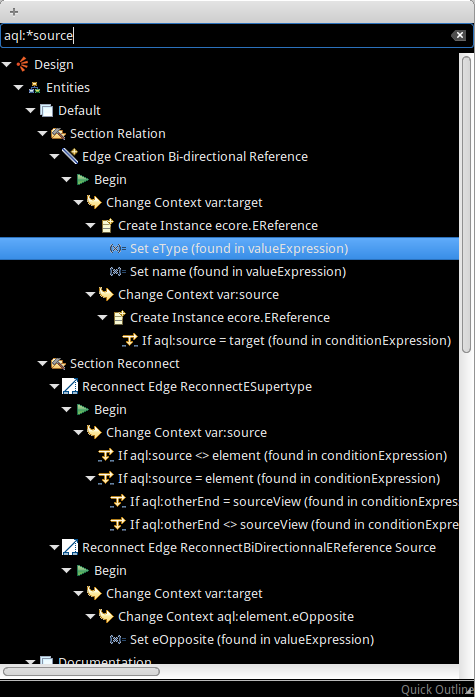 aql:*source
Design
Entities
Default
Section Relation
Edge Creation Bi-directional Reference
Begin
Change Context var:target
Create Instance ecore.EReference
Set eType (found in valueExpression)
Set name (found in valueExpression)
Change Context var:source
Create Instance ecore.EReference
If aql:source = target (found in conditionExpression)
Section Reconnect
Reconnect Edge ReconnectESupertype
Begin
Change Context var:source
If aql:source <> element (found in conditionExpression)
If aql:source = element (found in conditionExpression)
If aql:otherEnd = sourceView (found in conditionExpres
If aql:otherEnd <> sourceView (found in conditionExpre
Reconnect Edge ReconnectBiDirectionnalEReference Source
Begin
Change Context var:target
Change Context aql:element.eOpposite
Set eOpposite (found in valueExpression)
Documentation
Quick Outline